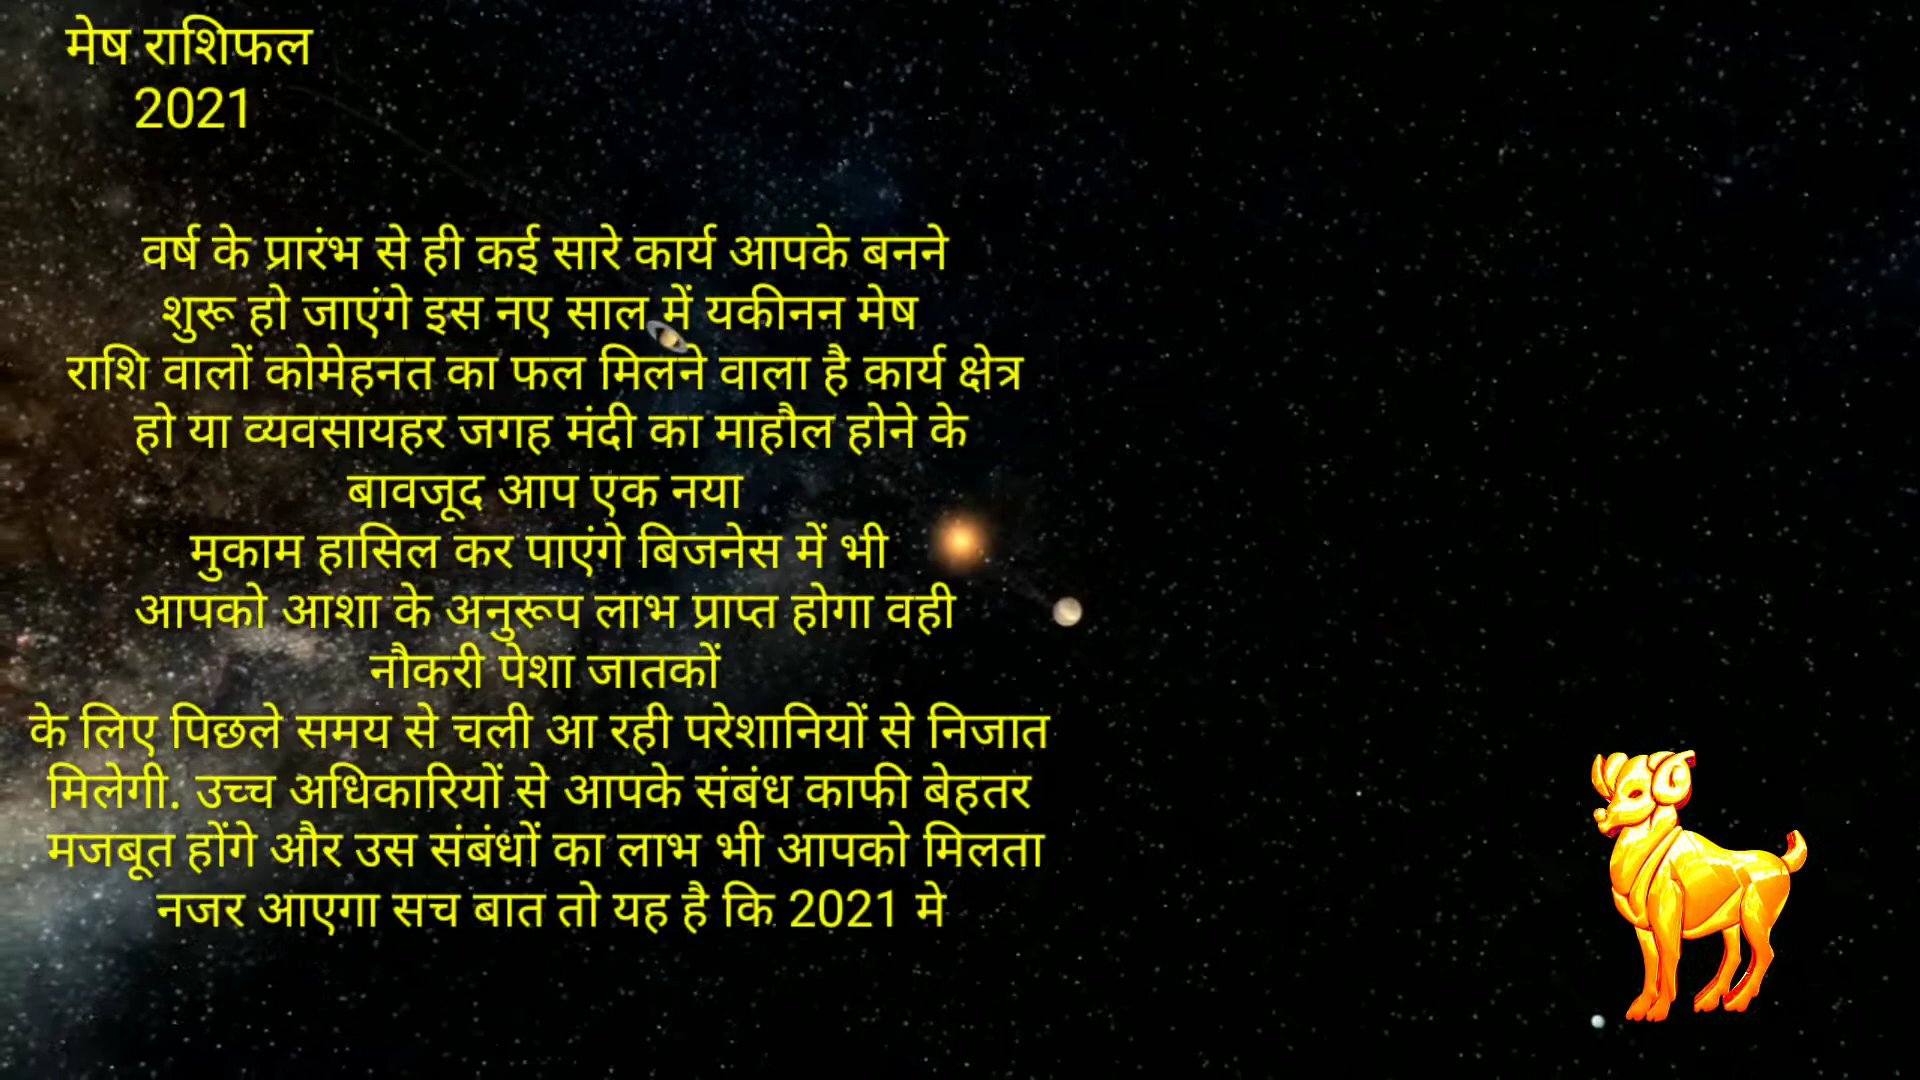 मेष राशिफल
2021
वर्ष के प्रारंभ से ही कई सारे कार्य आपके बनने
शुरू हो जाएंगे इस नए साल में यकीनन मेष
राशि वालों कोमेहनत का फल मिलने वाला है कार्य क्षेत्र
हो या व्यवसायहर जगह मंदी का माहौल होने के
बावजूद आप एक नया
मुकाम हासिल कर पाएंगे बिजनेस में भी
आपको आशा के अनुरूप लाभ प्राप्त होगा वही
नौकरी पेशा जातकों
के लिए पिछले समय से चली आ रही परेशानियों से निजात
मिलेगी. उच्च अधिकारियों से आपके संबंध काफी बेहतर
मजबूत होंगे और उस संबंधों का लाभ भी आपको मिलता
नजर आएगा सच बात तो यह है कि 2021 मे